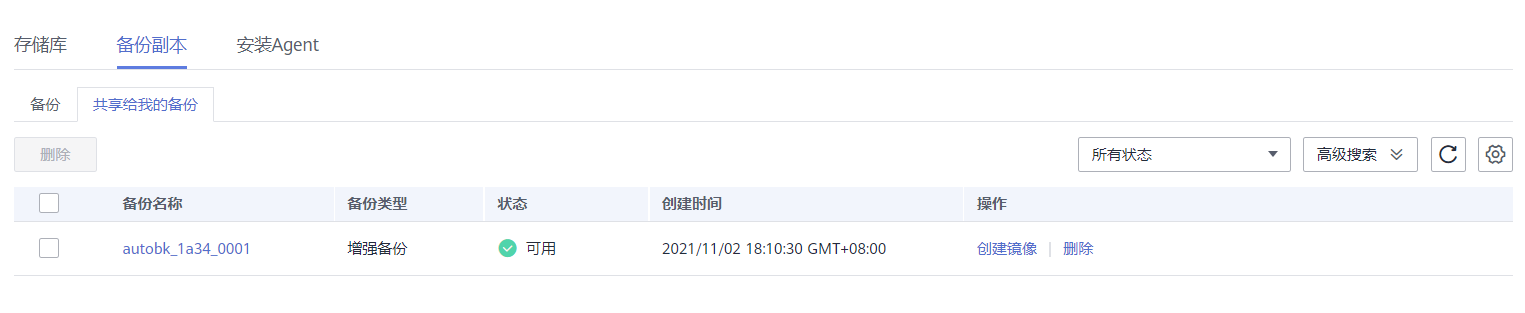 存储库 备份副本 安装Agent
备份 共享给我的备份
删除 所有状态 高级搜索
备份名称 备份类型 状态 创建时间 操作
autobk_1a34_0001 增强备份 可用 2021/11/02 18:10:30 GMT+08:00 创建镜像 | 删除